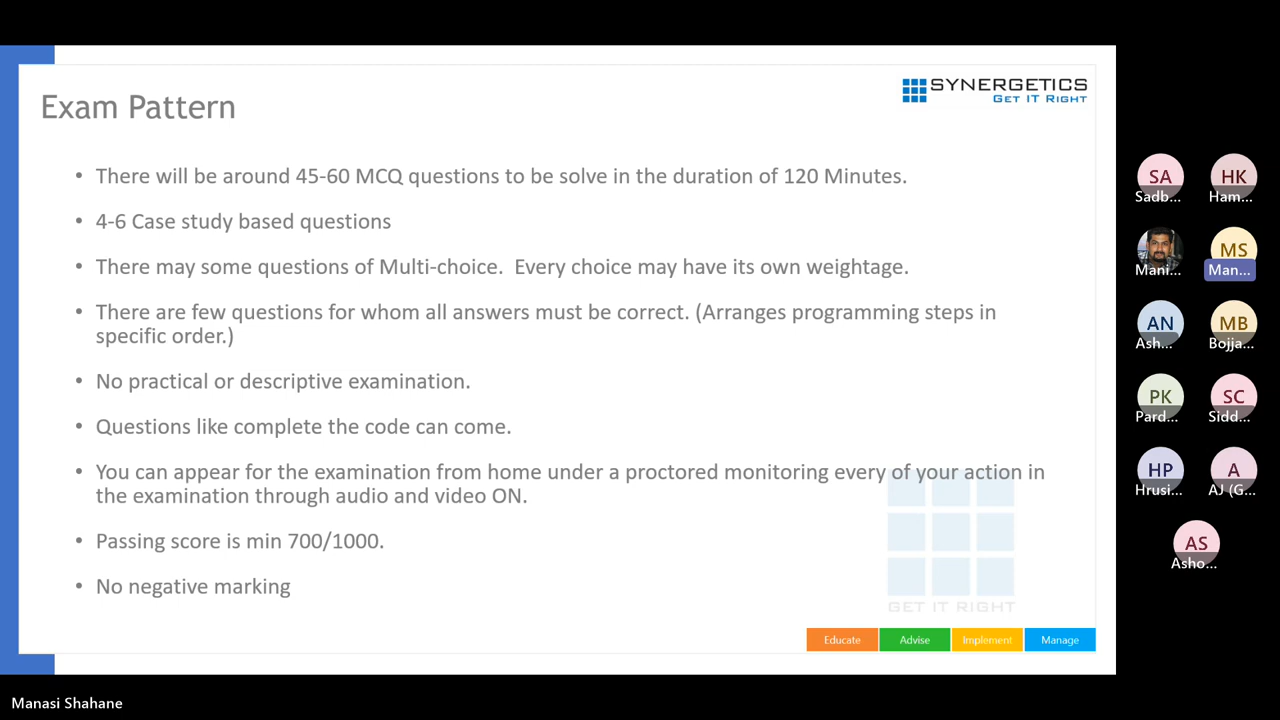 SYNERGETICS
GET IT RIGHT
Exam Pattern
• There will be around 45-60 MCQ questions to be solve in the duration of 120 Minutes.
• 4-6 Case study based questions
• There may some questions of Multi-choice.  Every choice may have its own weightage.
• There are few questions for whom all answers must be correct. (Arranges programming steps in
specific order.)
• No practical or descriptive examination.
• Questions like complete the code can come.
• You can appear for the examination from home under a proctored monitoring every of your action in
the examination through audio and video ON.
• Passing score is min 700/1000.
• No negative marking
GET IT RIGHT
Educate Advise Implement Manage
SA HK
Sadb... Ham...
MS
Mani... Man...
AN MB
Ash... Bojja...
PK SC
Pard... Sidd...
HP A
Hrusi... AJ (G...
AS
Asho...
Manasi Shahane